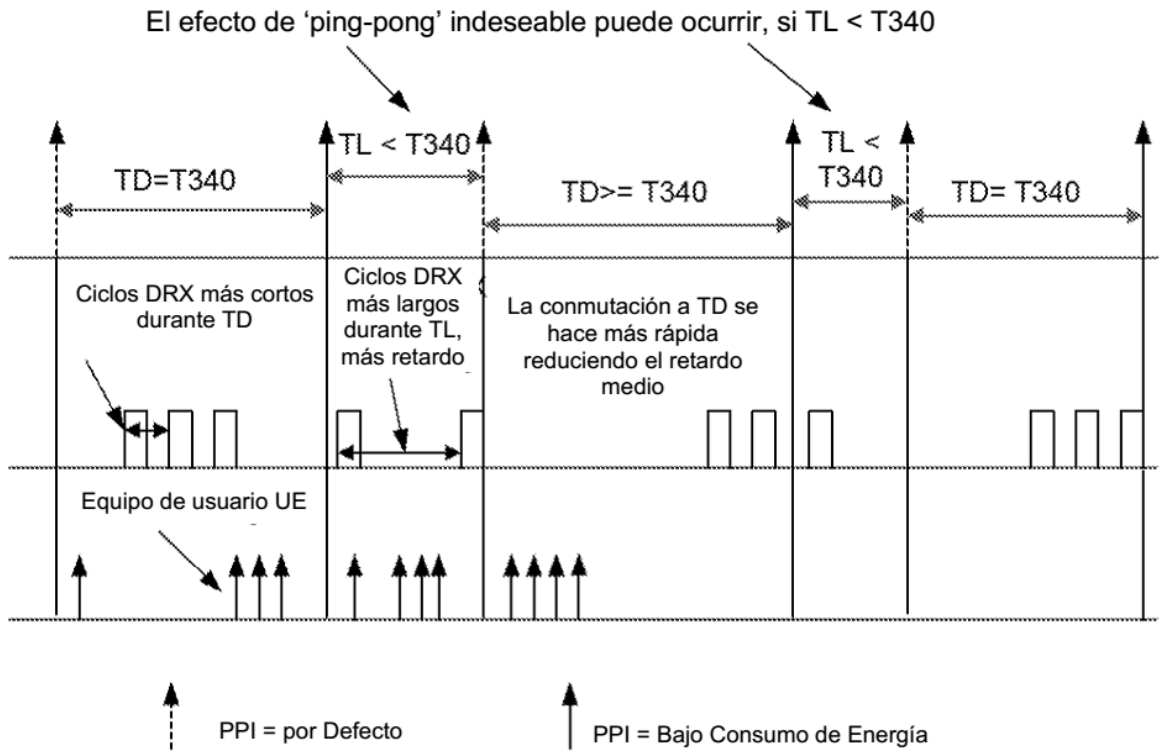 El efecto de ‘ping-pong’ indeseable puede ocurrir, si TL < T340
TD=T340
TL < T340
TD>= T340
TL <
T340
TD= T340
Ciclos DRX más cortos
durante TD
Ciclos DRX
más largos
durante TL,
más retardo
La conmutación a TD se
hace más rápida
reduciendo el retardo
medio
Equipo de usuario UE
PPI = por Defecto
PPI = Bajo Consumo de Energía